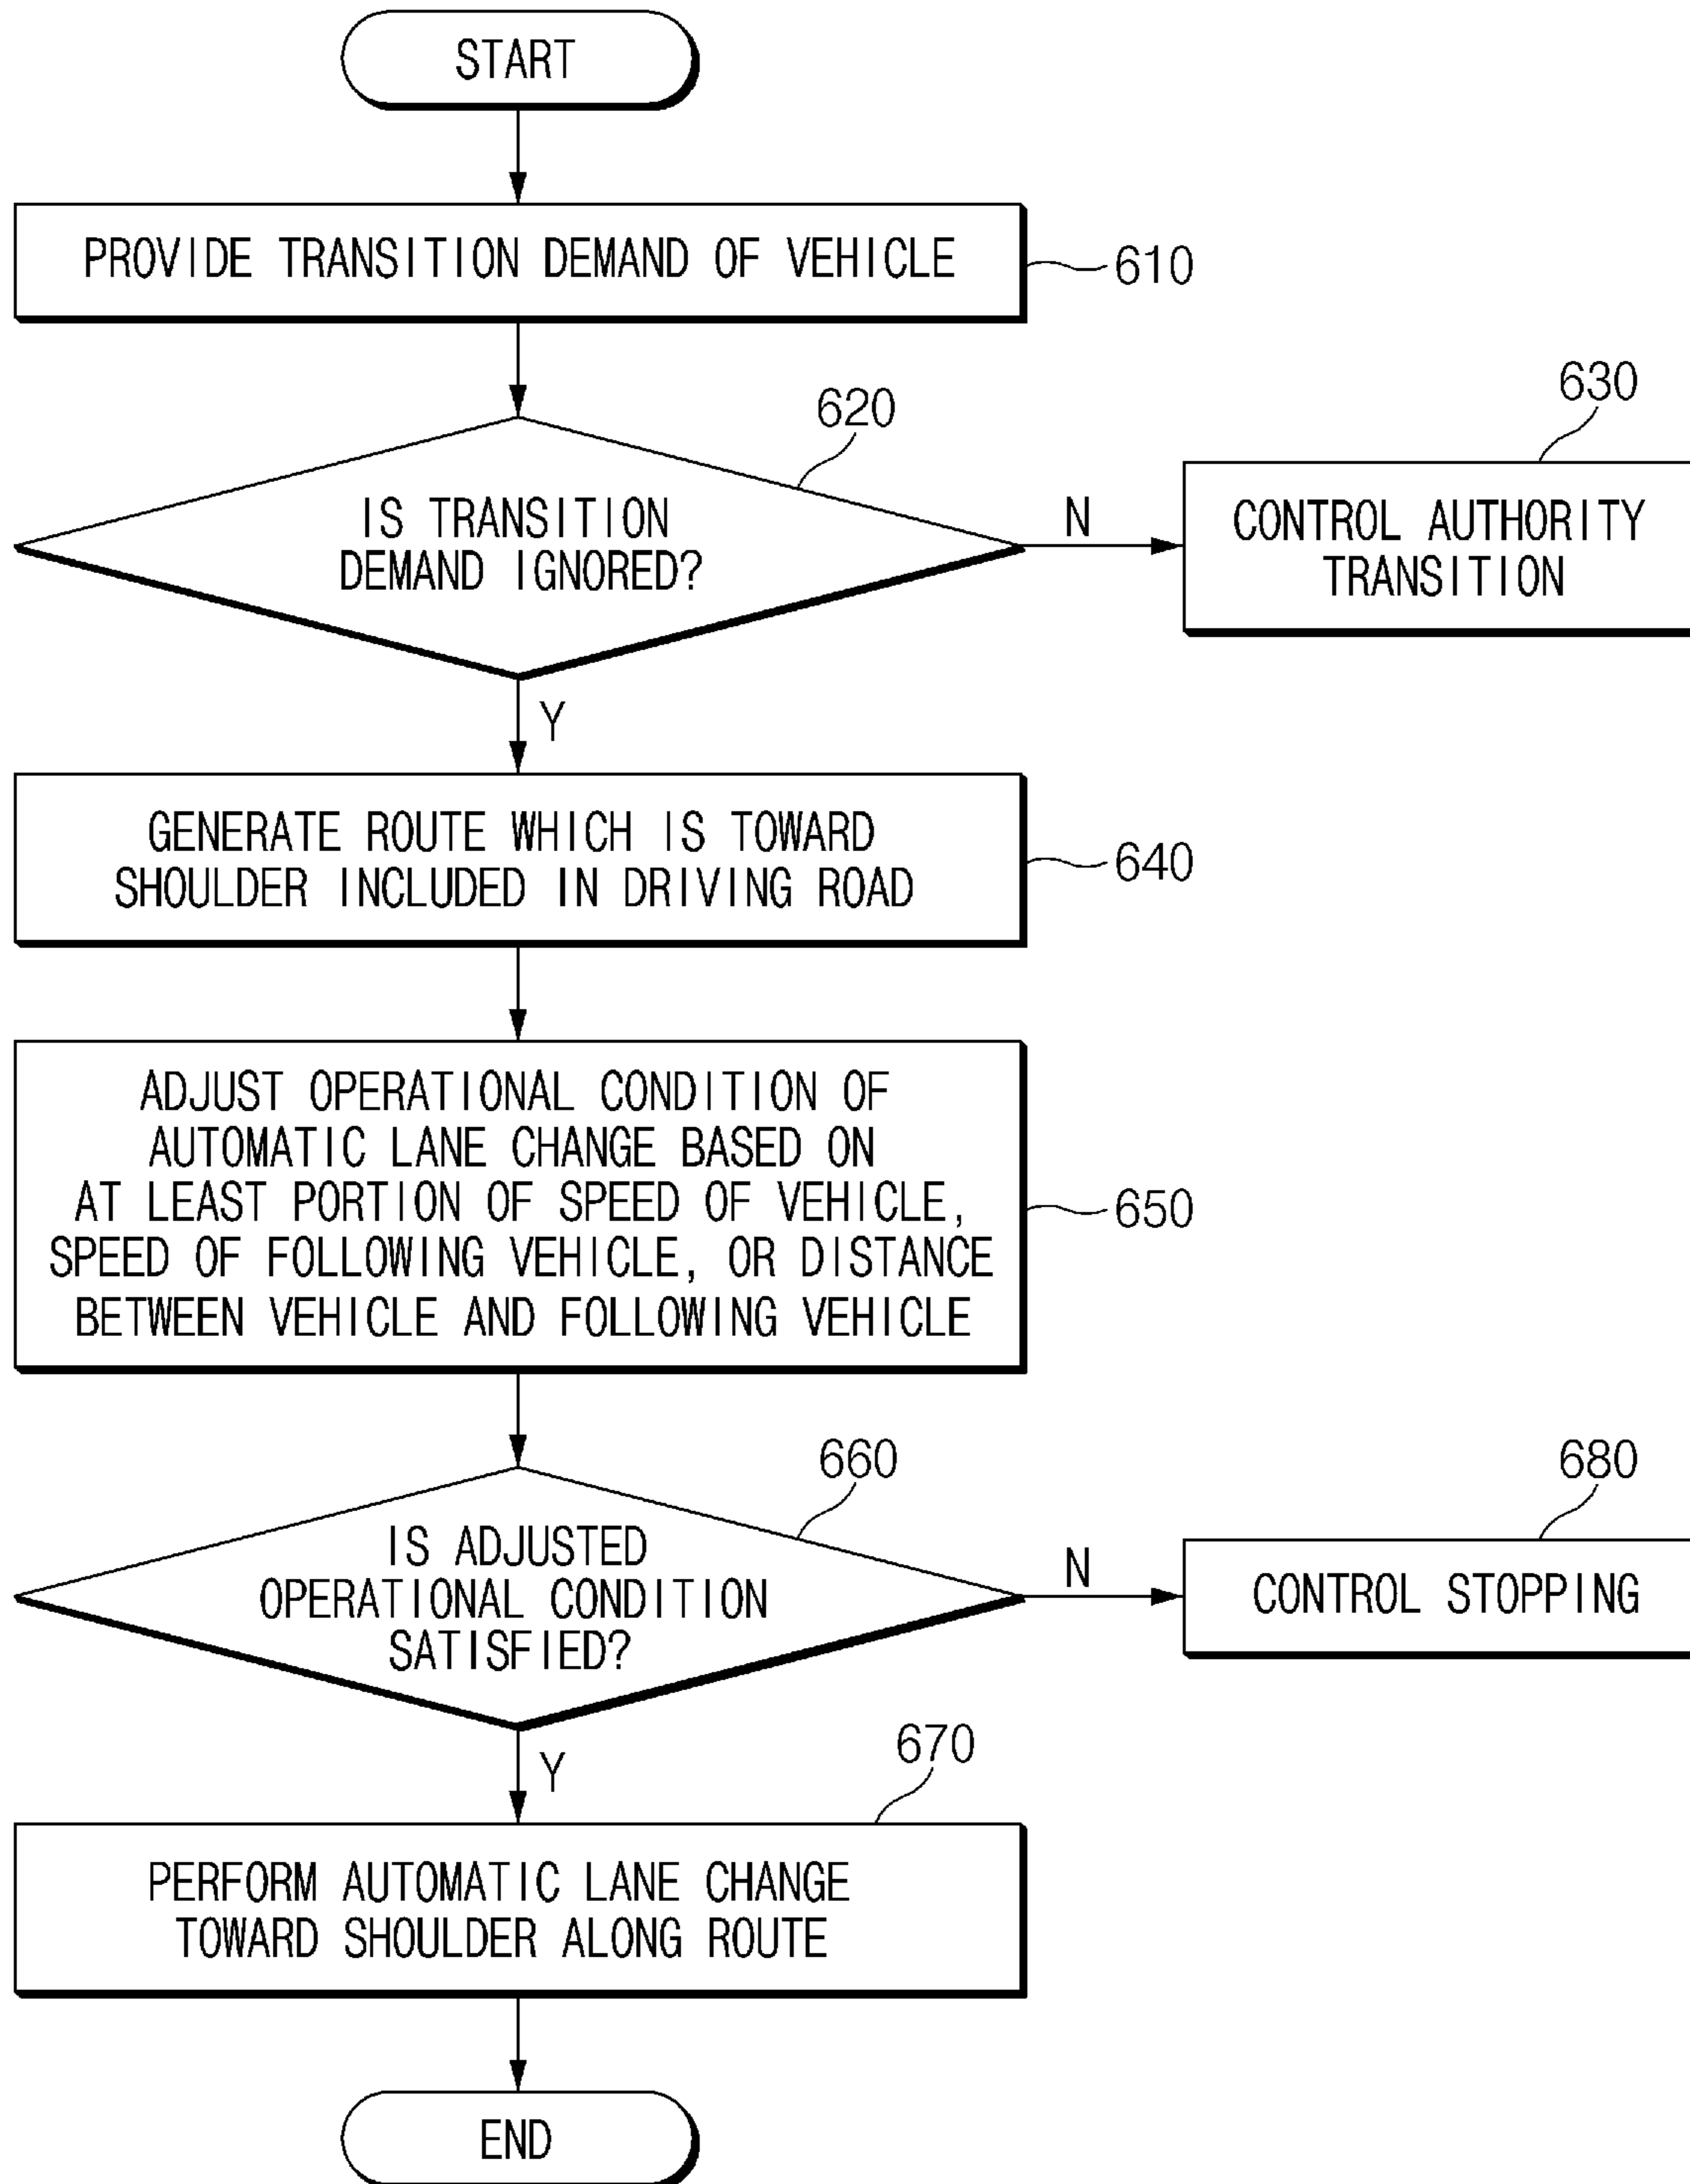 START
PROVIDE TRANSITION DEMAND OF VEHICLE
610
620
IS TRANSITION
DEMAND IGNORED?
N
630
CONTROL AUTHORITY
TRANSITION
Y
GENERATE ROUTE WHICH IS TOWARD
SHOULDER INCLUDED IN DRIVING ROAD
640
ADJUST OPERATIONAL CONDITION OF
AUTOMATIC LANE CHANGE BASED ON
AT LEAST PORTION OF SPEED OF VEHICLE,
SPEED OF FOLLOWING VEHICLE, OR DISTANCE
BETWEEN VEHICLE AND FOLLOWING VEHICLE
650
660
IS ADJUSTED
OPERATIONAL CONDITION
SATISFIED?
N
680
CONTROL STOPPING
Y
670
PERFORM AUTOMATIC LANE CHANGE
TOWARD SHOULDER ALONG ROUTE
END